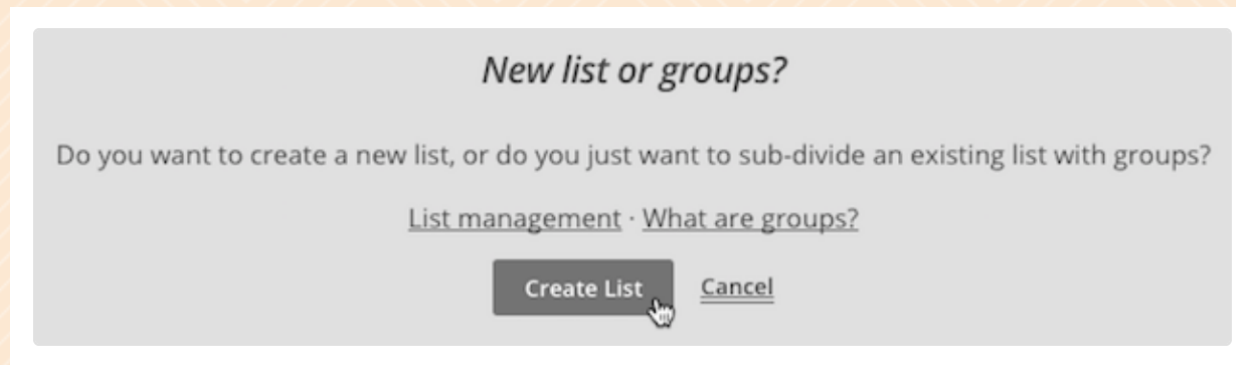 New list or groups?
Do you want to create a new list, or do you just want to sub-divide an existing list with groups?
List management · What are groups?
Create List Cancel